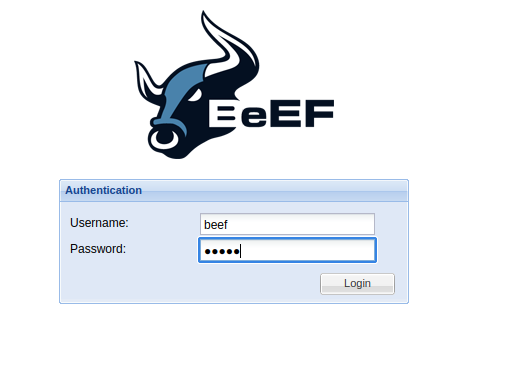 BeEF
Authentication
Username:
beef
Password:
●●●●●
Login